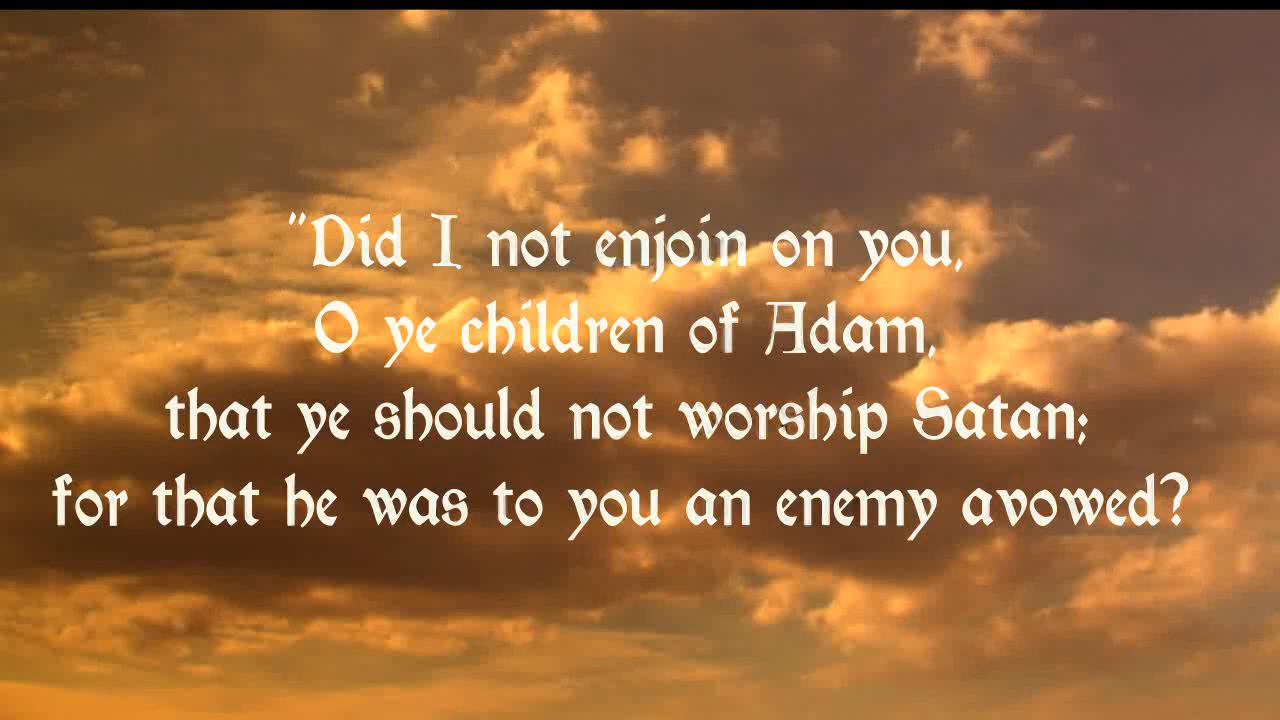 "Did I not enjoin on you,
O ye children of Adam,
that ye should not worship Satan;
for that he was to you an enemy avowed?